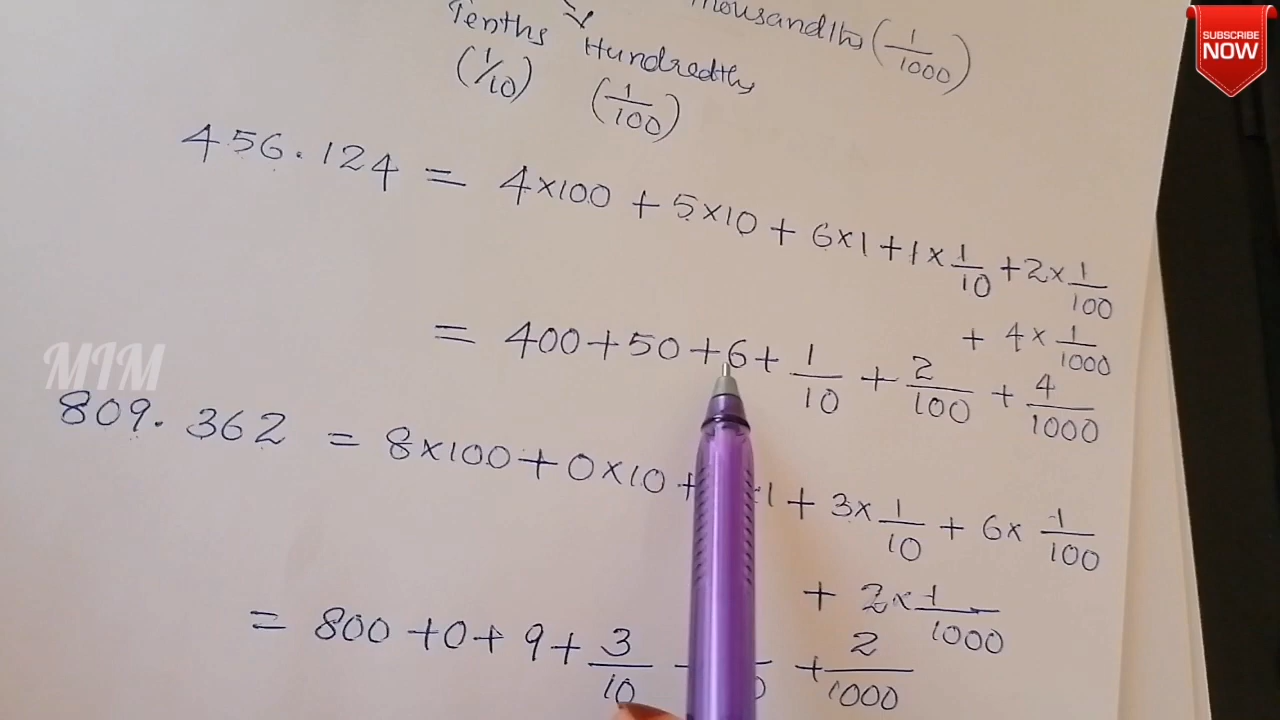 Thousandths (1/1000)
Tenths Hundredths
(1/10) (1/100)
SUBSCRIBE
NOW
456.124 = 4×100 + 5×10 + 6×1 + 1×1/10 + 2×1/100
+ 4×1/1000
= 400+50+6+ 1/10 + 2/100 + 4/1000
MIM
809.362 = 8×100+0×10+ 1 + 3×1/10 + 6×1/100
+ 2×1/1000
= 800+0+9+ 3/10 + 2/1000